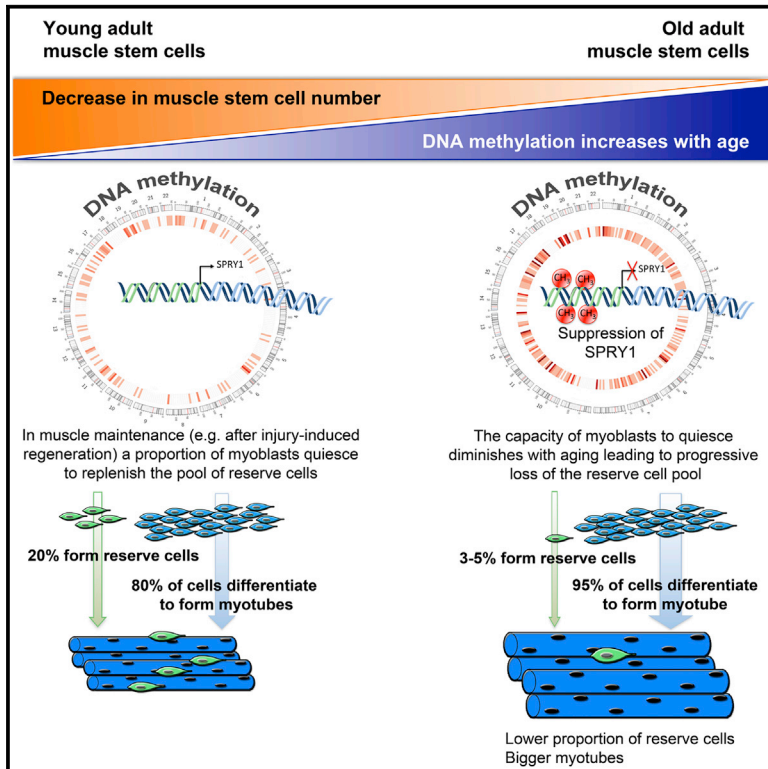 Young adult
muscle stem cells
Old adult
muscle stem cells
Decrease in muscle stem cell number
DNA methylation increases with age
DNA methylation
SPRY1
DNA methylation
CH3 CH3
SPRY1
CH3 CH3
Suppression of
SPRY1
In muscle maintenance (e.g. after injury-induced
regeneration) a proportion of myoblasts quiesce
to replenish the pool of reserve cells
The capacity of myoblasts to quiesce
diminishes with aging leading to progressive
loss of the reserve cell pool
20% form reserve cells
80% of cells differentiate
to form myotubes
3-5% form reserve cells
95% of cells differentiate
to form myotube
Lower proportion of reserve cells
Bigger myotubes